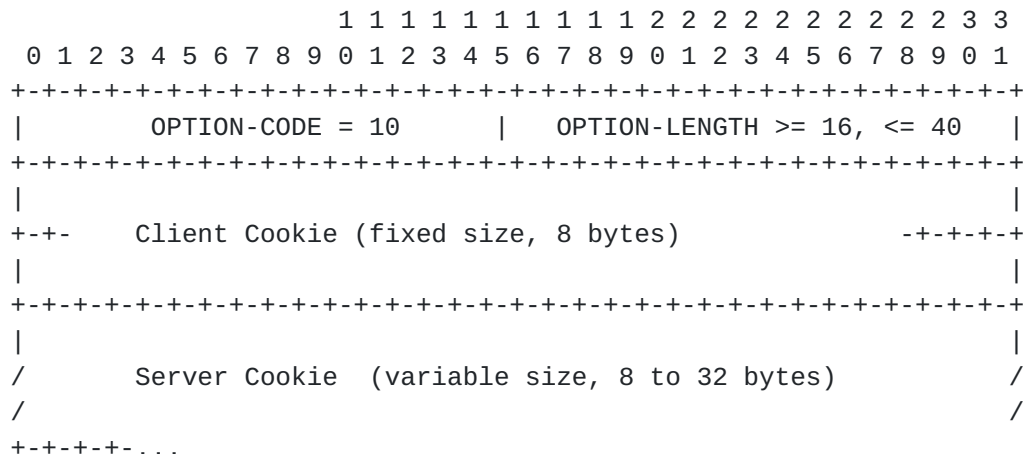 1 1 1 1 1 1 1 1 1 1 2 2 2 2 2 2 2 2 2 2 3 3
0 1 2 3 4 5 6 7 8 9 0 1 2 3 4 5 6 7 8 9 0 1 2 3 4 5 6 7 8 9 0 1
+-+-+-+-+-+-+-+-+-+-+-+-+-+-+-+-+-+-+-+-+-+-+-+-+-+-+-+-+-+-+-+-+
|        OPTION-CODE = 10      |   OPTION-LENGTH >= 16, <= 40   |
+-+-+-+-+-+-+-+-+-+-+-+-+-+-+-+-+-+-+-+-+-+-+-+-+-+-+-+-+-+-+-+-+
|                                                               |
+-+-    Client Cookie (fixed size, 8 bytes)              -+-+-+-+
|                                                               |
+-+-+-+-+-+-+-+-+-+-+-+-+-+-+-+-+-+-+-+-+-+-+-+-+-+-+-+-+-+-+-+-+
|                                                               |
/       Server Cookie  (variable size, 8 to 32 bytes)           /
/                                                               /
+-+-+-+-...